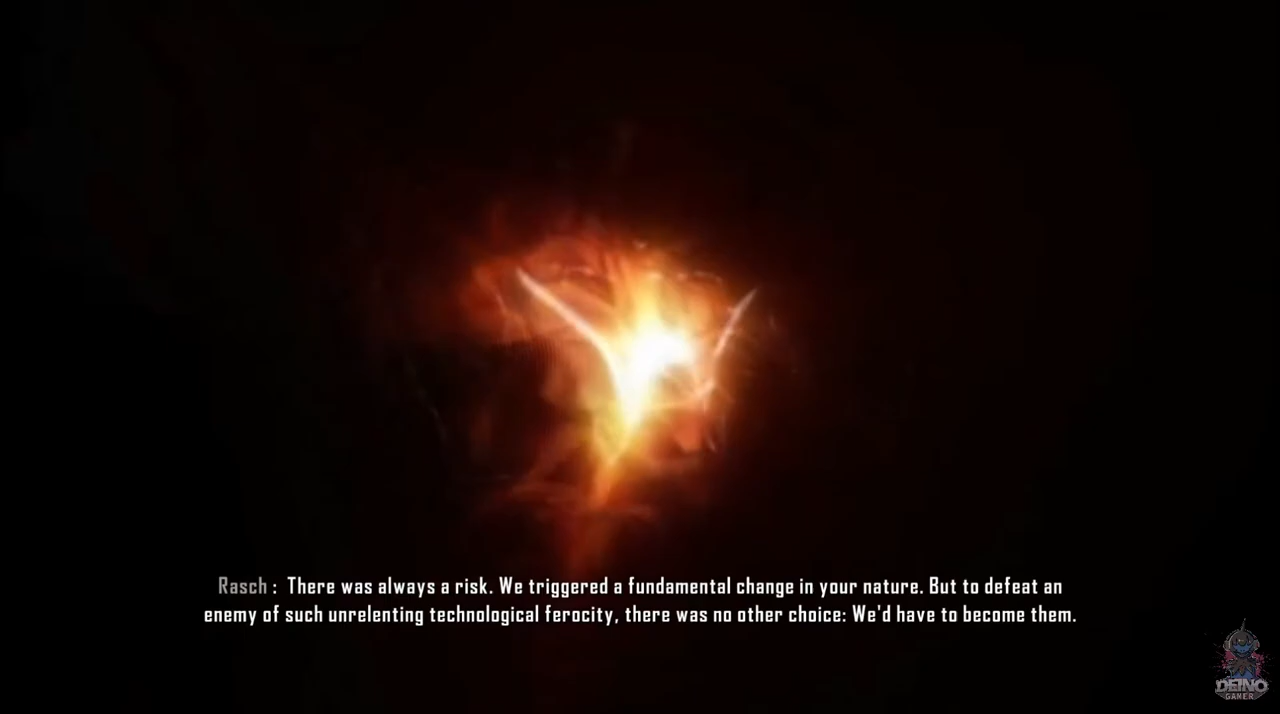 Rasch : There was always a risk. We triggered a fundamental change in your nature. But to defeat an
enemy of such unrelenting technological ferocity, there was no other choice: We'd have to become them.
DEINO
GAMER